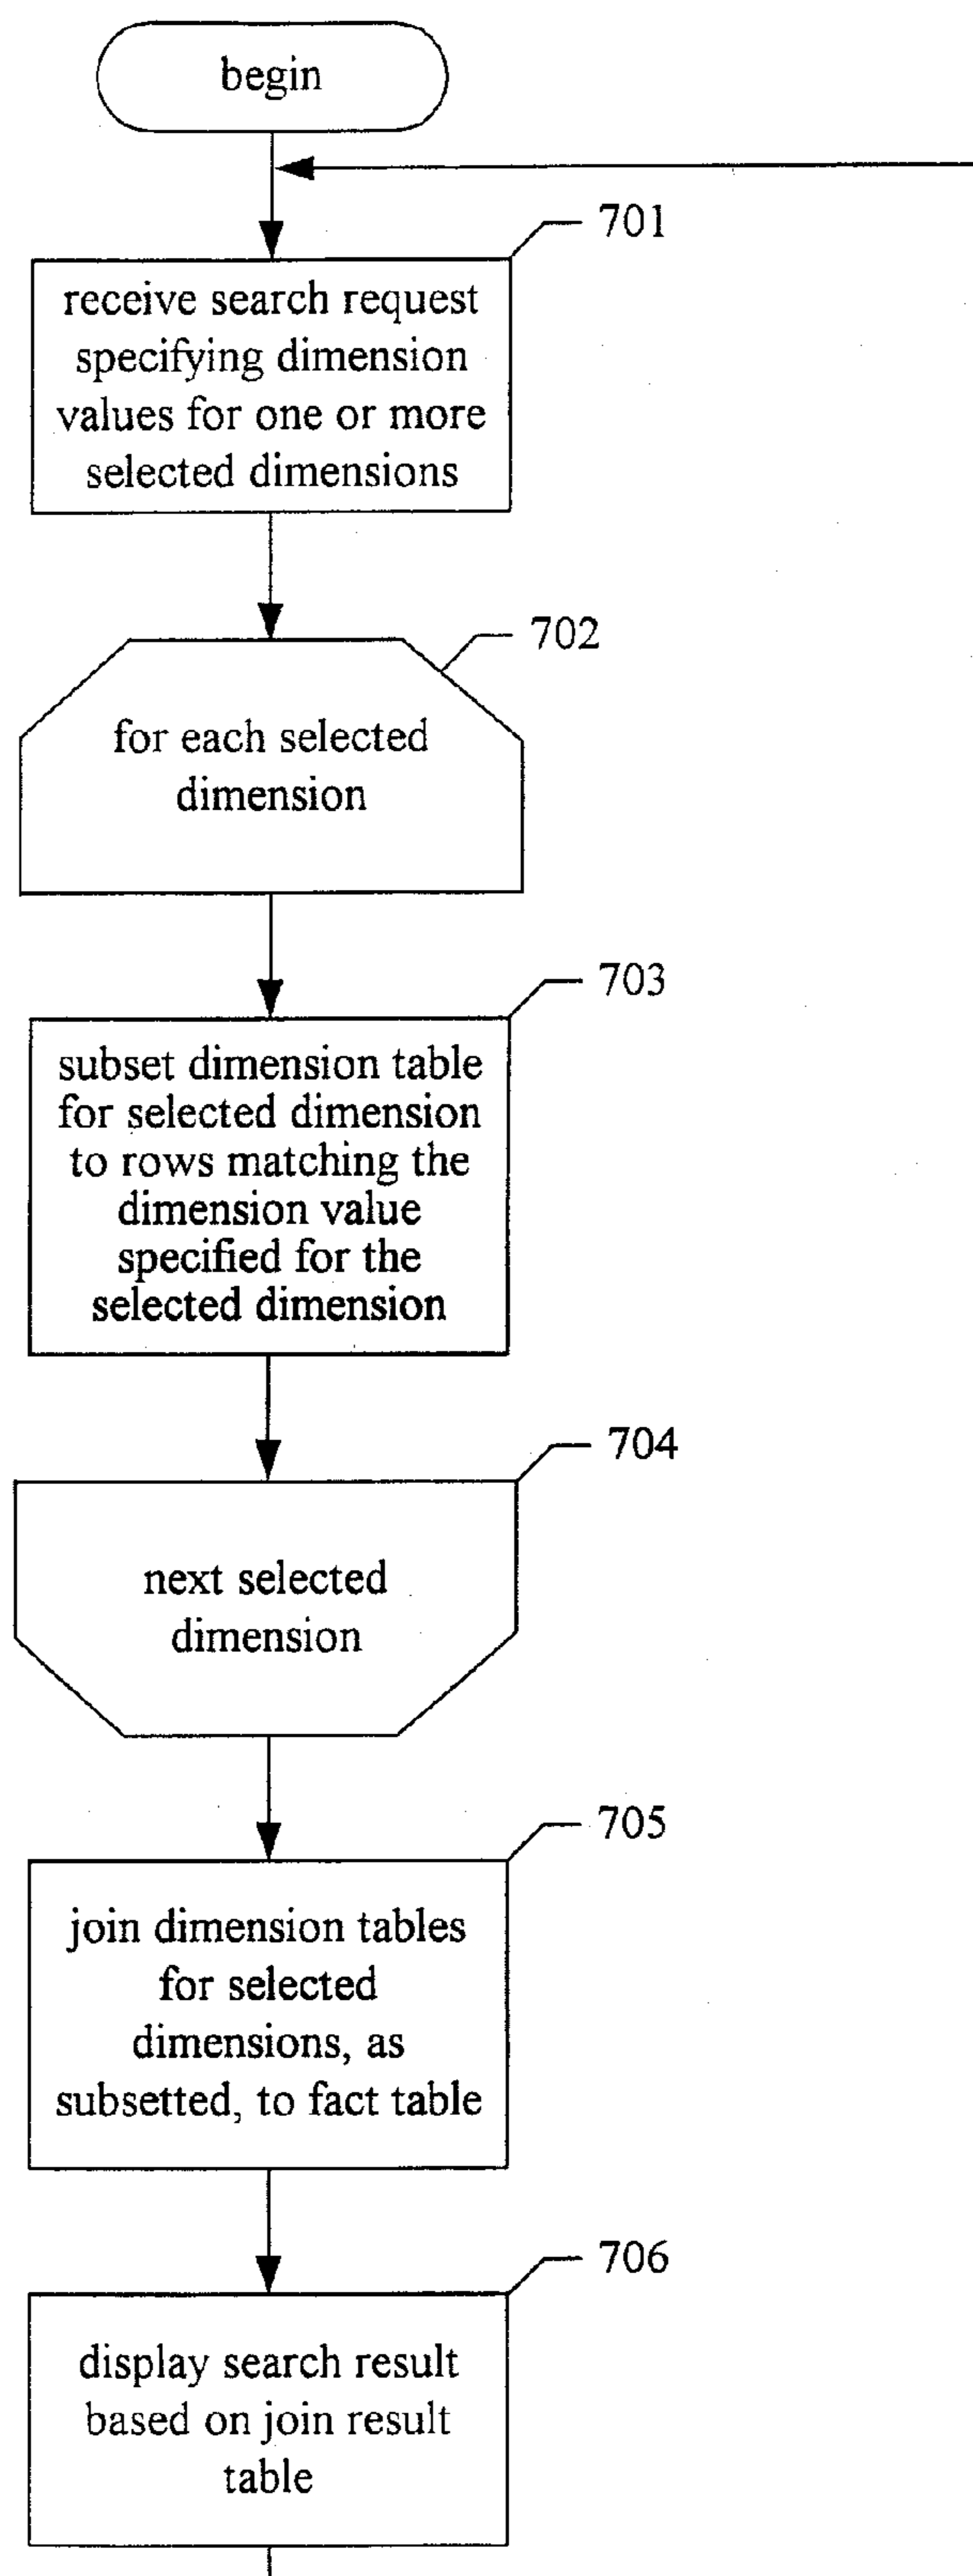 begin
701
receive search request
specifying dimension
values for one or more
selected dimensions
702
for each selected
dimension
703
subset dimension table
for selected dimension
to rows matching the
dimension value
specified for the
selected dimension
704
next selected
dimension
705
join dimension tables
for selected
dimensions, as
subsetted, to fact table
706
display search result
based on join result
table